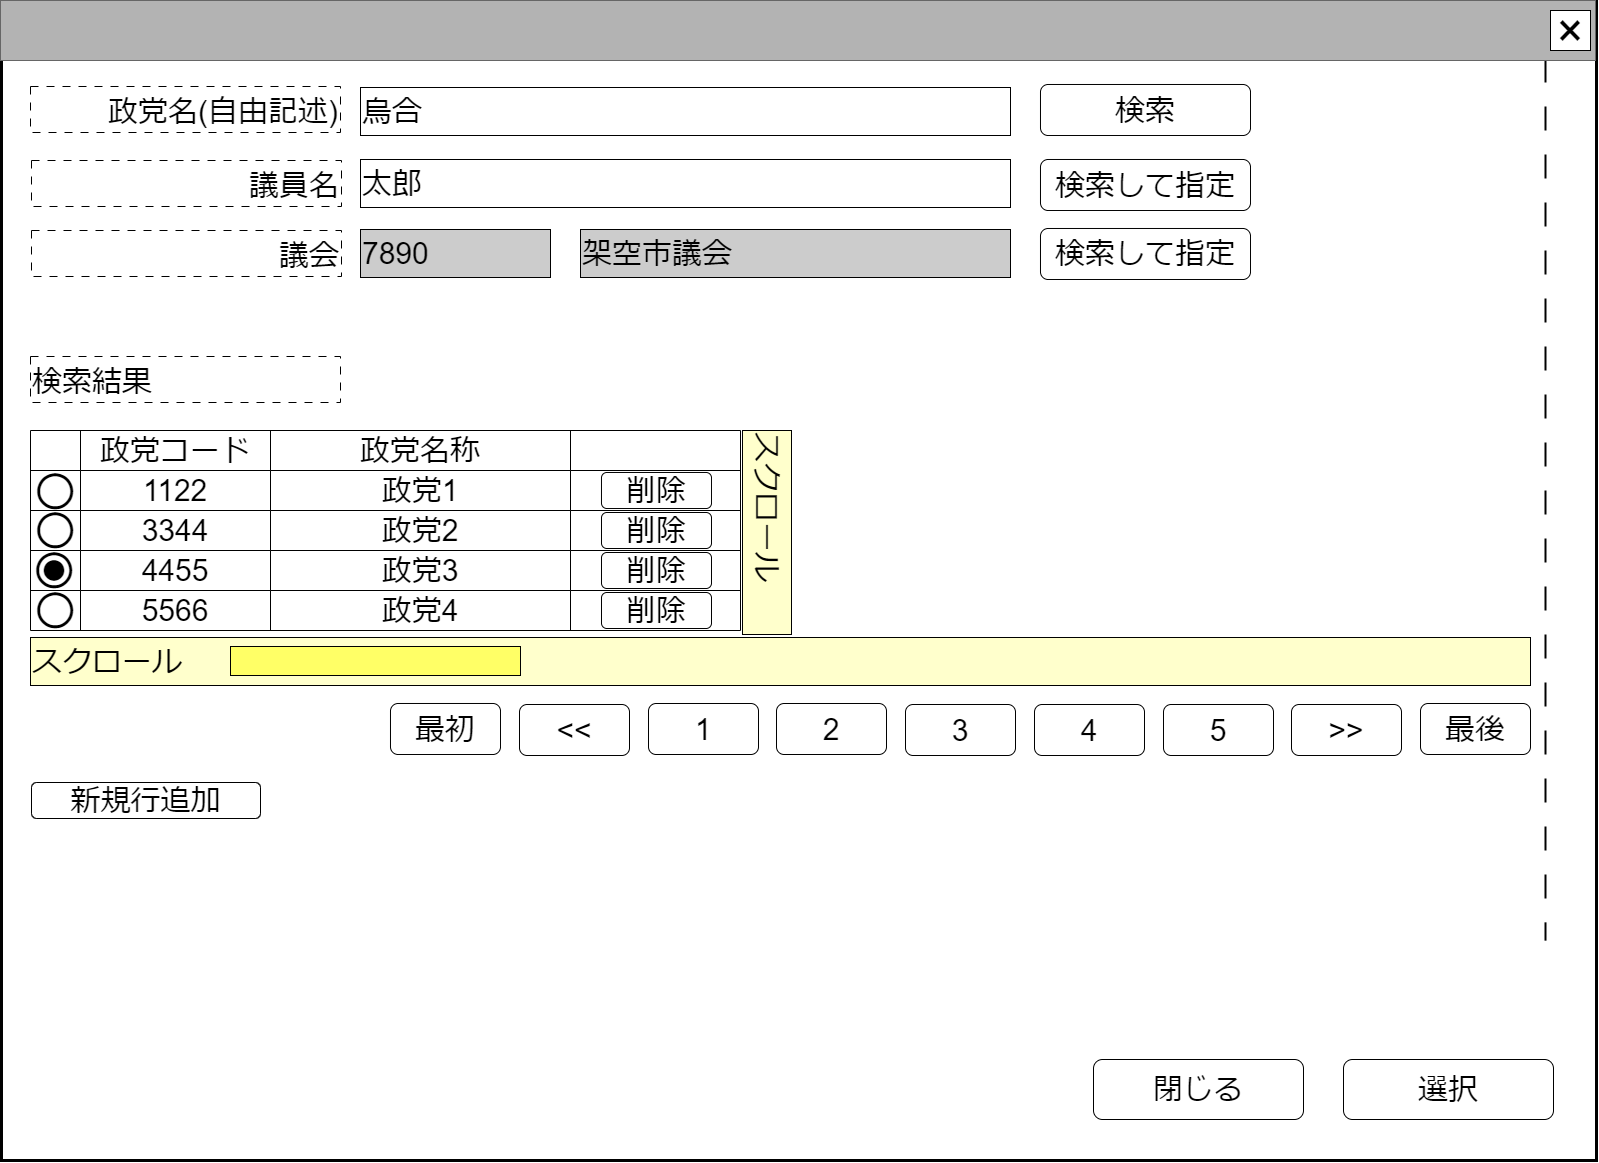 政党名(自由記述) 烏合 検索
議員名 太郎 検索して指定
議会 7890 架空市議会 検索して指定
検索結果
政党コード 政党名称
1122 政党1 削除
3344 政党2 削除
4455 政党3 削除
5566 政党4 削除
スクロール
スクロール
最初 << 1 2 3 4 5 >> 最後
新規行追加
閉じる 選択